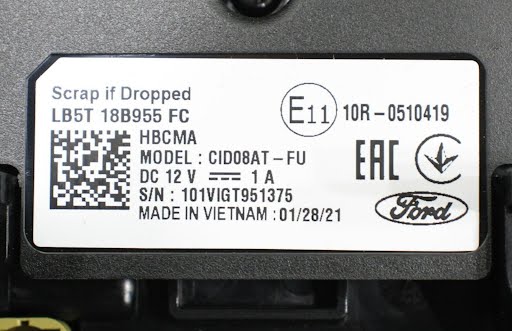 Scrap if Dropped
LB5T 18B955 FC
HBCMA
MODEL : CID08AT-FU
DC 12 V ⎓ 1 A
S/N : 101VIGT951375
MADE IN VIETNAM : 01/28/21
E11 10R-0510419
EAC
Ford